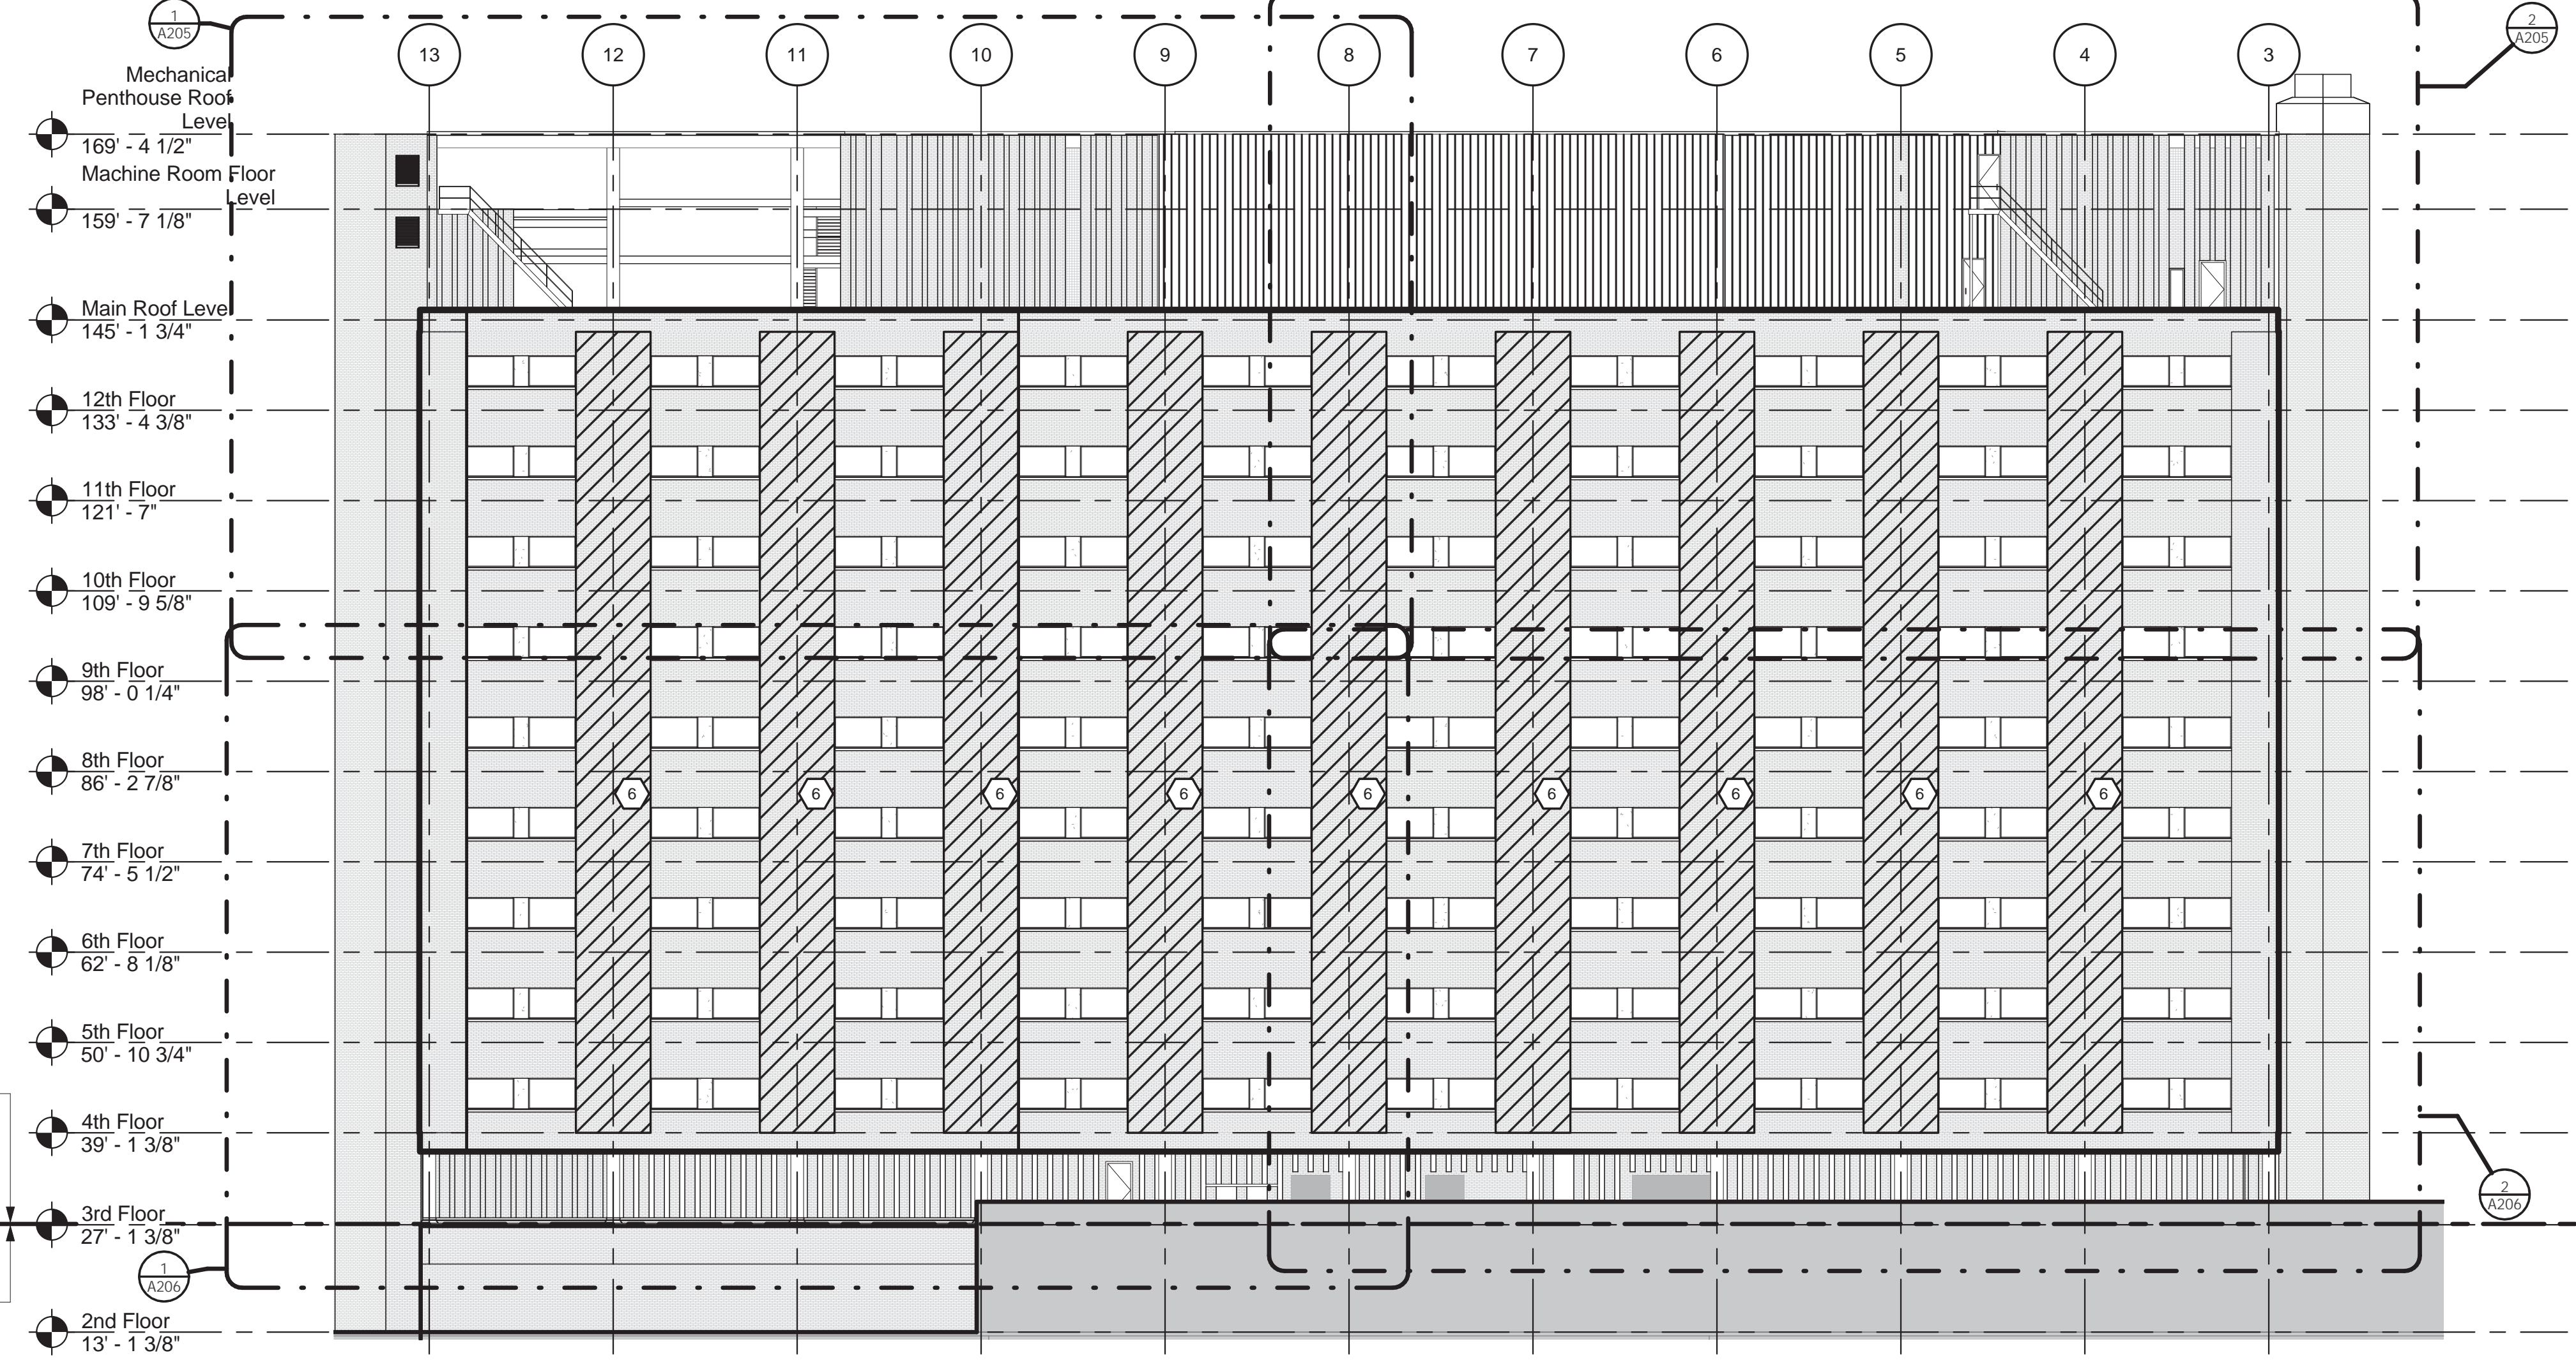 1
A205
2
A205
13
12
11
10
9
8
7
6
5
4
3
Mechanical
Penthouse Roof
Level
169' - 4 1/2"
Machine Room Floor
Level
159' - 7 1/8"
Main Roof Level
145' - 1 3/4"
12th Floor
133' - 4 3/8"
11th Floor
121' - 7"
10th Floor
109' - 9 5/8"
9th Floor
98' - 0 1/4"
8th Floor
86' - 2 7/8"
6
6
6
6
6
6
6
6
6
7th Floor
74' - 5 1/2"
6th Floor
62' - 8 1/8"
5th Floor
50' - 10 3/4"
4th Floor
39' - 1 3/8"
2
A206
3rd Floor
27' - 1 3/8"
1
A206
2nd Floor
13' - 1 3/8"